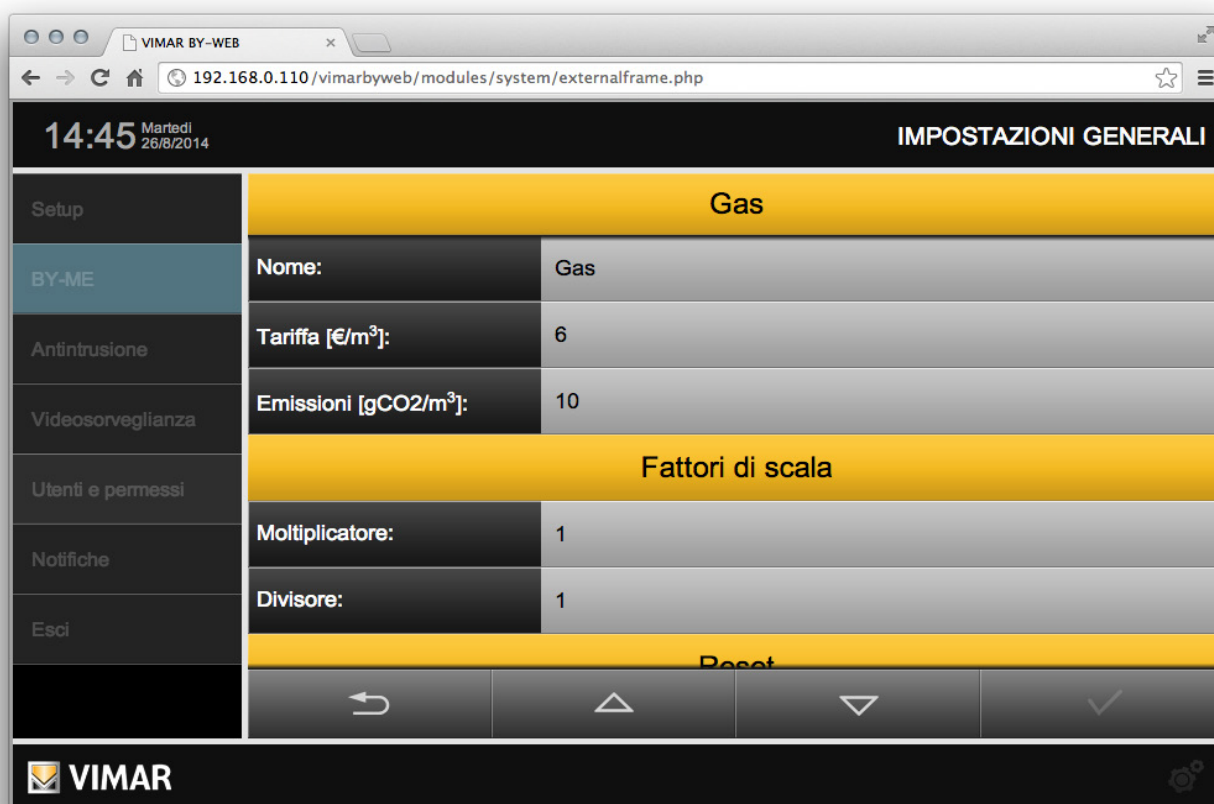 VIMAR BY-WEB
192.168.0.110/vimarbyweb/modules/system/externalframe.php
14:45 Martedì 26/8/2014
IMPOSTAZIONI GENERALI
Setup
BY-ME
Antintrusione
Videosorveglianza
Utenti e permessi
Notifiche
Esci
Gas
Nome: Gas
Tariffa [€/m³]: 6
Emissioni [gCO2/m³]: 10
Fattori di scala
Moltiplicatore: 1
Divisore: 1
Reset
VIMAR